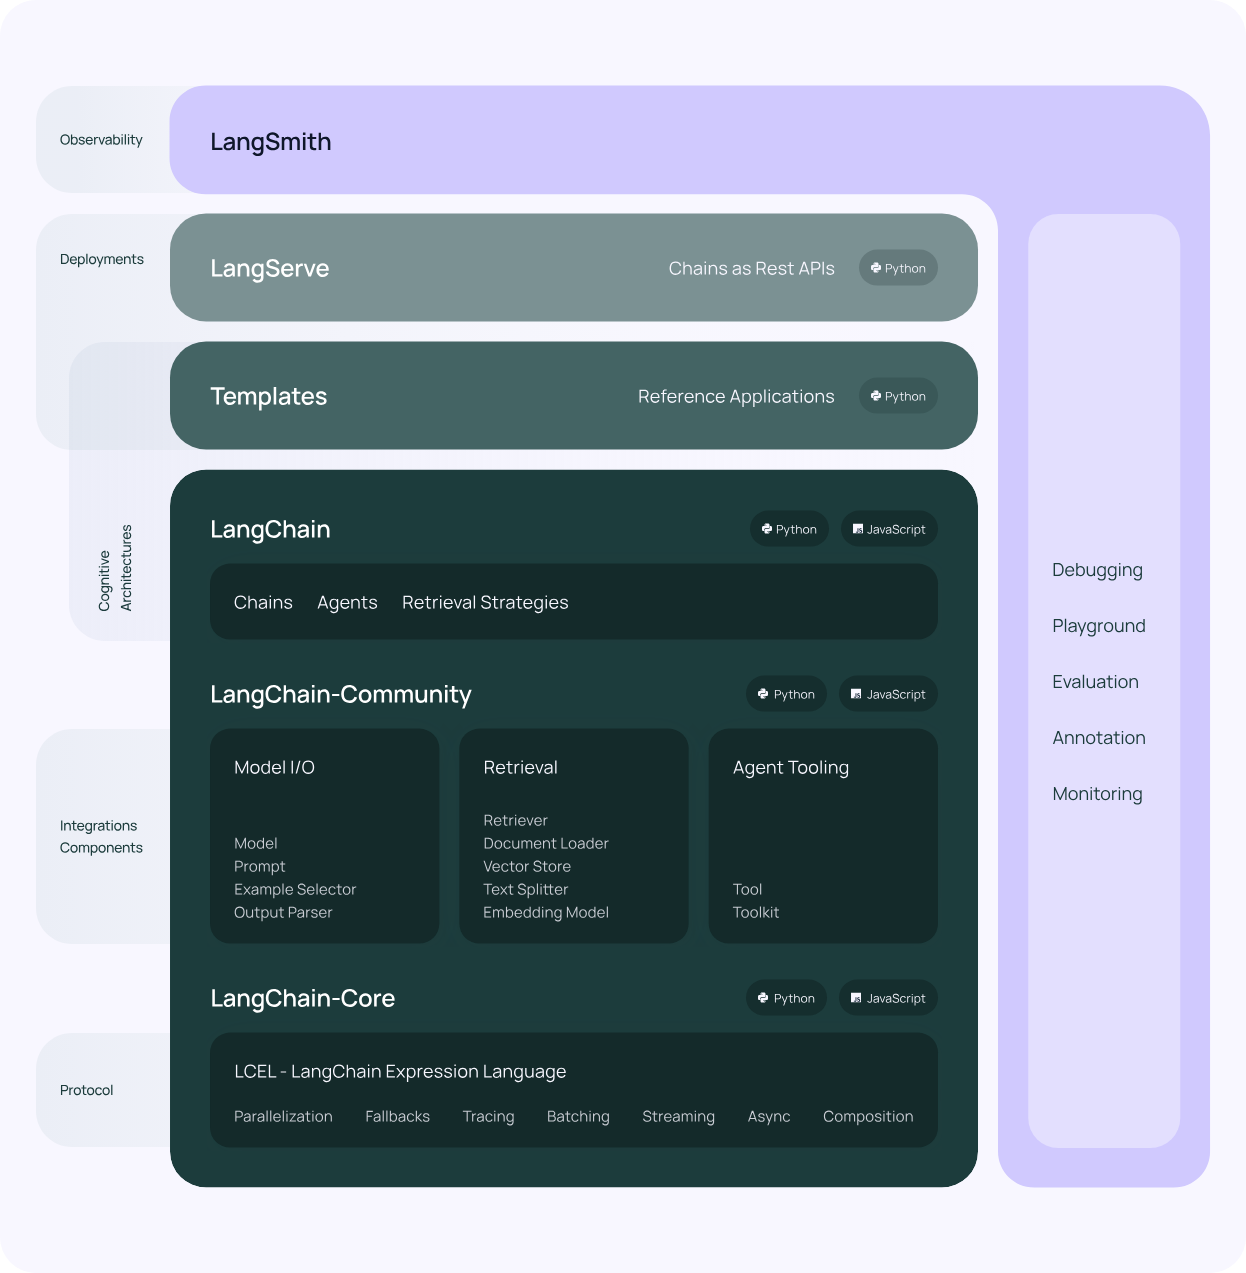 Observability
LangSmith
Deployments
LangServe
Chains as Rest APIs
Python
Templates
Reference Applications
Python
Cognitive
Architectures
LangChain
Python
JavaScript
Chains Agents Retrieval Strategies
LangChain-Community
Python
JavaScript
Integrations
Components
Model I/O
Model
Prompt
Example Selector
Output Parser
Retrieval
Retriever
Document Loader
Vector Store
Text Splitter
Embedding Model
Agent Tooling
Tool
Toolkit
LangChain-Core
Python
JavaScript
Protocol
LCEL - LangChain Expression Language
Parallelization Fallbacks Tracing Batching Streaming Async Composition
Debugging
Playground
Evaluation
Annotation
Monitoring